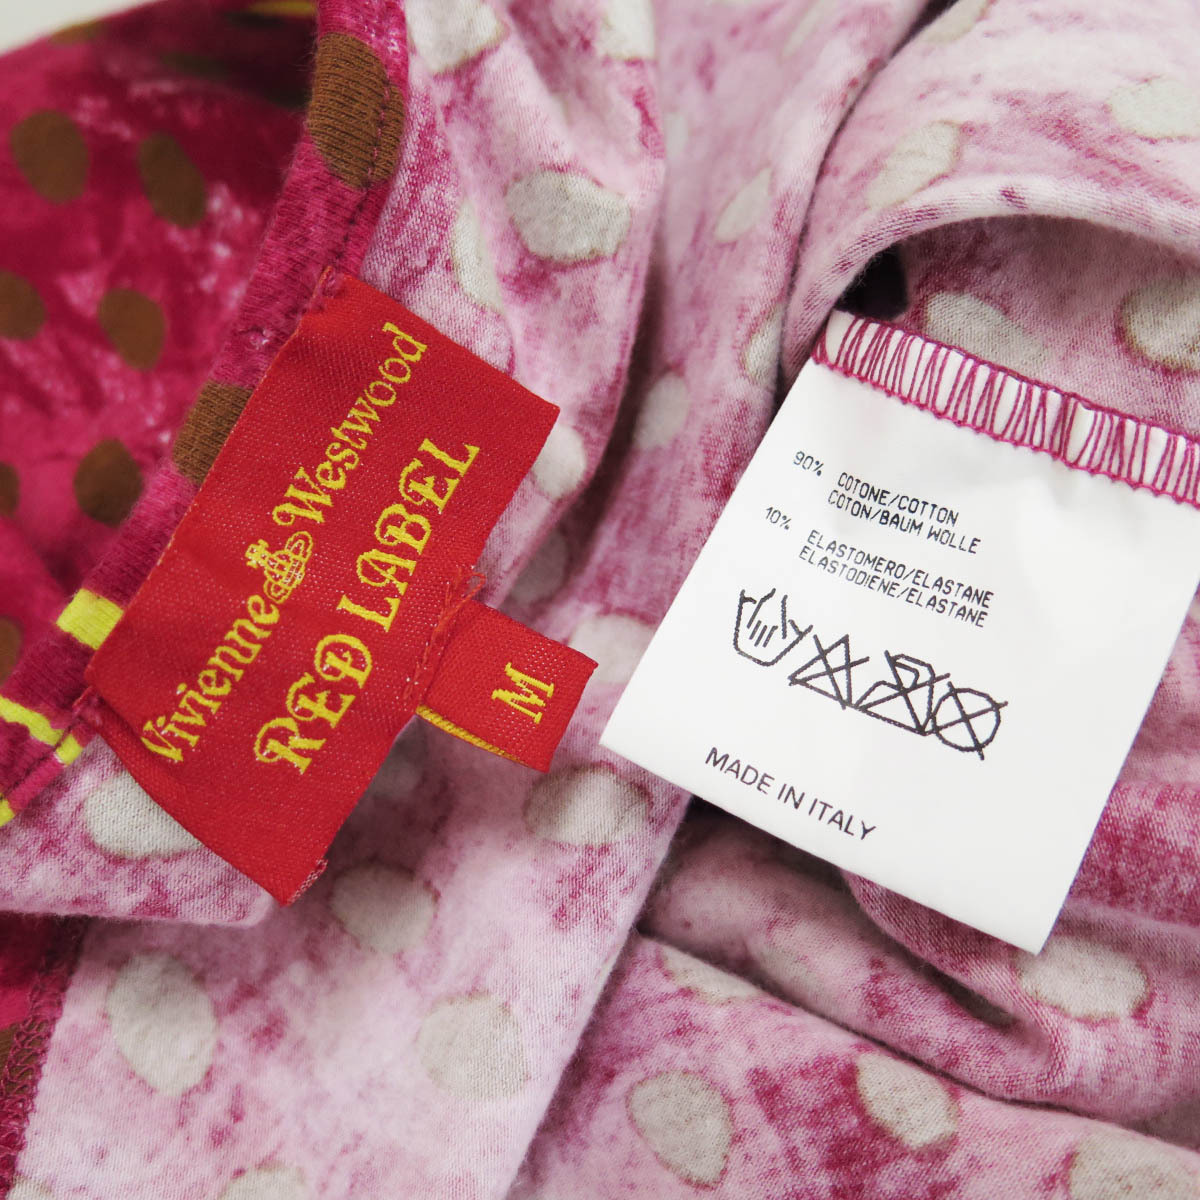 Vivienne Westwood
RED LABEL
M
90% COTONE/COTTON
COTON/BAUM WOLLE
10% ELASTOMERO/ELASTANE
ELASTODIENE/ELASTANE
MADE IN ITALY